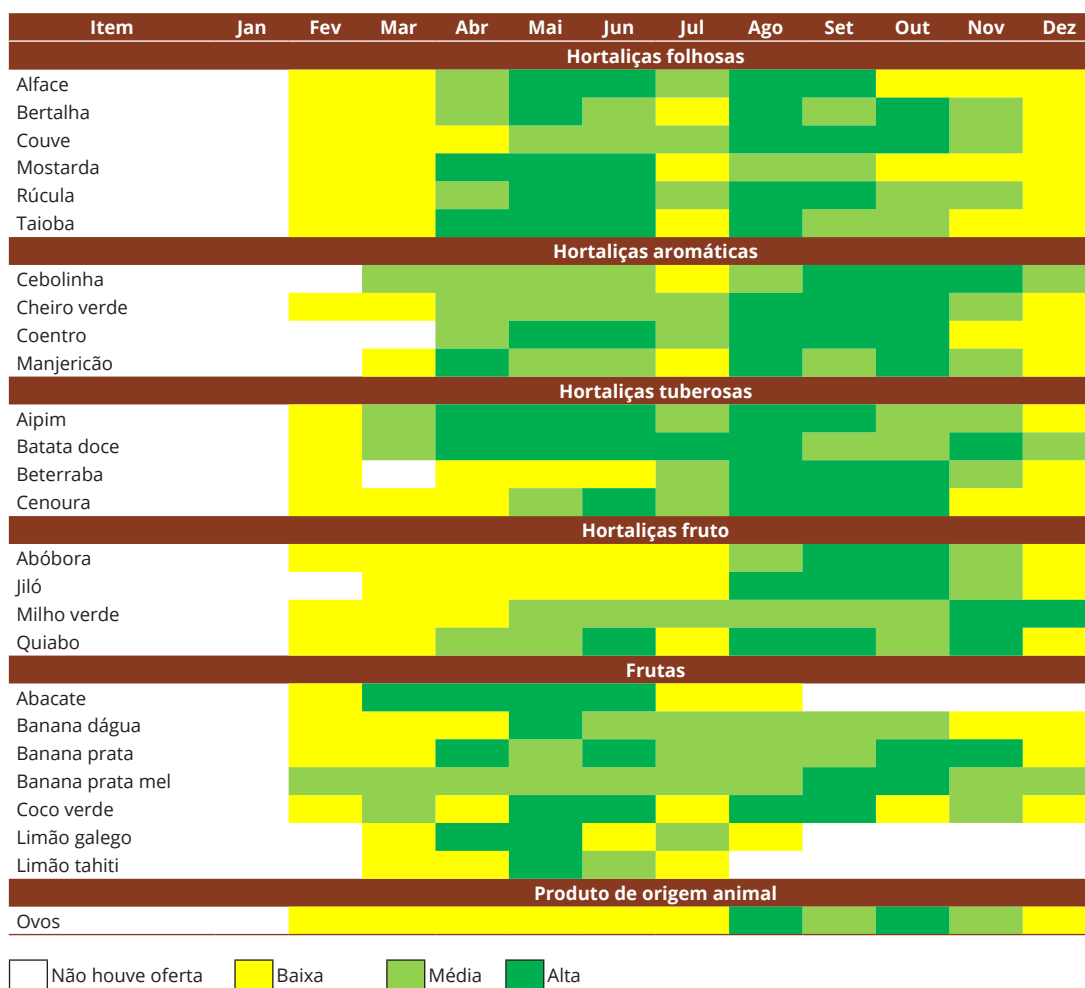 Item Jan Fev Mar Abr Mai Jun Jul Ago Set Out Nov Dez
Hortaliças folhosas
Alface
Bertalha
Couve
Mostarda
Rúcula
Taioba
Hortaliças aromáticas
Cebolinha
Cheiro verde
Coentro
Manjericão
Hortaliças tuberosas
Aipim
Batata doce
Beterraba
Cenoura
Hortaliças fruto
Abóbora
Jiló
Milho verde
Quiabo
Frutas
Abacate
Banana dágua
Banana prata
Banana prata mel
Coco verde
Limão galego
Limão tahiti
Produto de origem animal
Ovos
Não houve oferta Baixa Média Alta